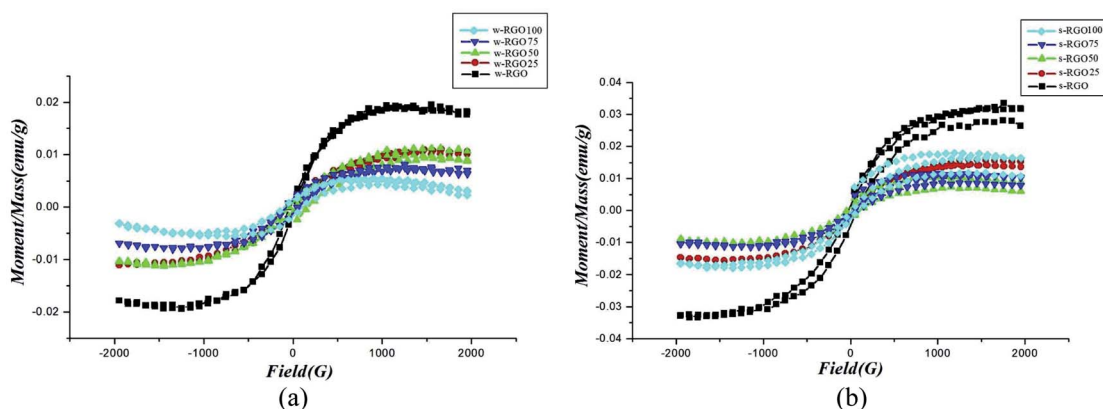 w-RGO100
w-RGO75
w-RGO50
w-RGO25
w-RGO
0.02
0.01
0.00
-0.01
-0.02
Moment/Mass(emu/g)
-2000 -1000 0 1000 2000
Field(G)
(a)
s-RGO100
s-RGO75
s-RGO50
s-RGO25
s-RGO
0.04
0.03
0.02
0.01
0.00
-0.01
-0.02
-0.03
-0.04
Moment/Mass(emu/g)
-2000 -1000 0 1000 2000
Field(G)
(b)